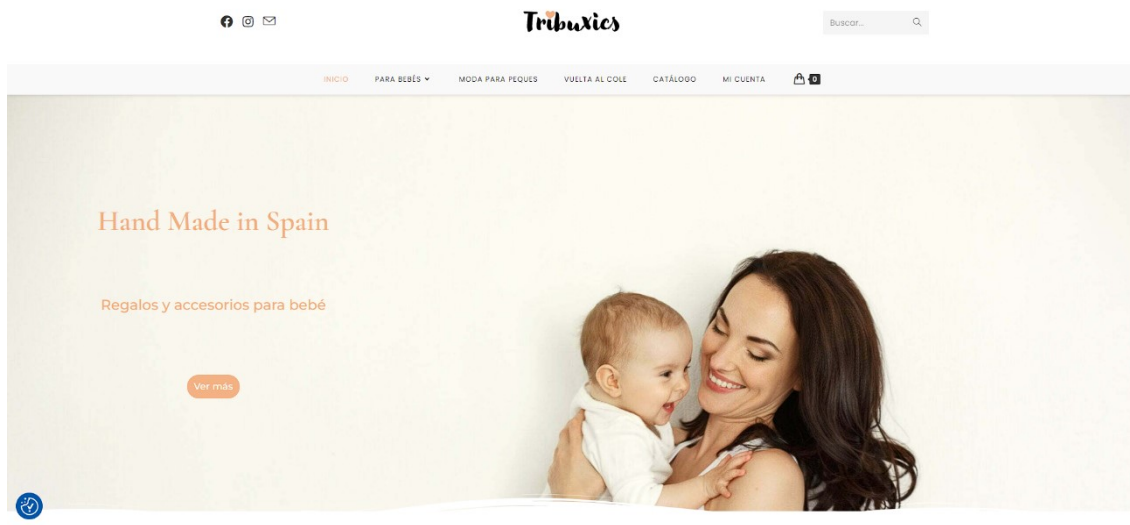 Tribuxics
Buscar...
INICIO PARA BEBÉS MODA PARA PEQUES VUELTA AL COLE CATÁLOGO MI CUENTA 0
Hand Made in Spain
Regalos y accesorios para bebé
Ver más